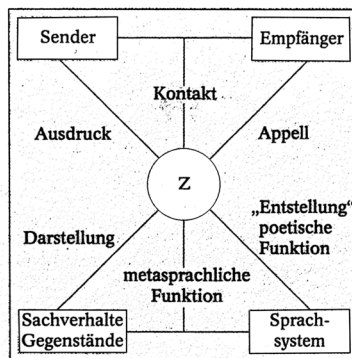 Sender
Empfänger
Kontakt
Ausdruck
Appell
Z
„Entstellung“
poetische
Funktion
Darstellung
metasprachliche
Funktion
Sachverhalte
Gegenstände
Sprach-
system